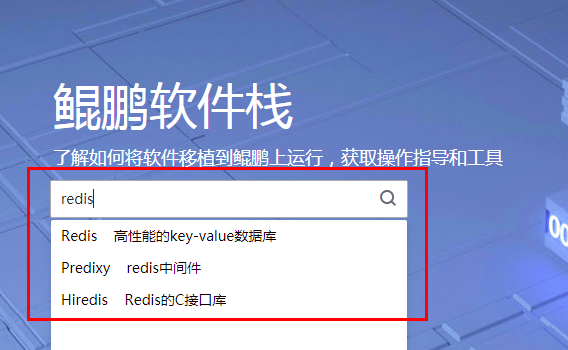 鲲鹏软件栈
了解如何将软件移植到鲲鹏上运行，获取操作指导和工具
redis
Redis 高性能的key-value数据库
Predixy redis中间件
Hiredis Redis的C接口库
00